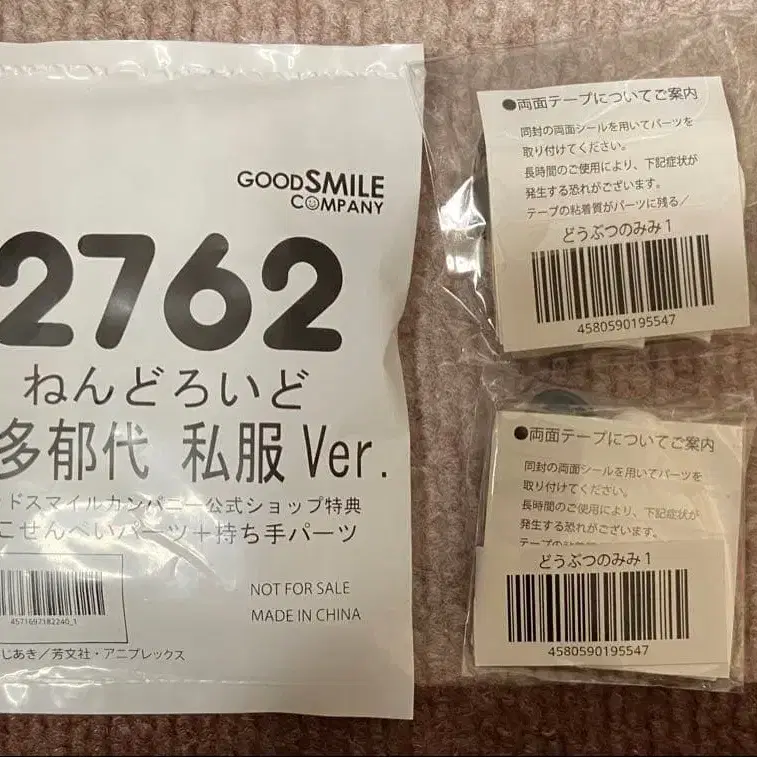 GOODSMILE
COMPANY
2762
ねんどろいど
多郁代 私服 Ver.
ッドスマイルカンパニー公式ショップ特典
こせんべいパーツ+持ち手パーツ
4571697182240_1
NOT FOR SALE
MADE IN CHINA
じあき/芳文社・アニプレックス
●両面テープについてご案内
同封の両面シールを用いてパーツを
取り付けてください。
長時間のご使用により、下記症状が
発生する恐れがございます。
テープの粘着質がパーツに残る/
どうぶつのみみ1
4580590195547
●両面テープについてご案内
同封の両面シールを用いてパーツを
取り付けてください。
長時間のご使用により、下記症状が
発生する恐れがございます。
どうぶつのみみ1
4580590195547